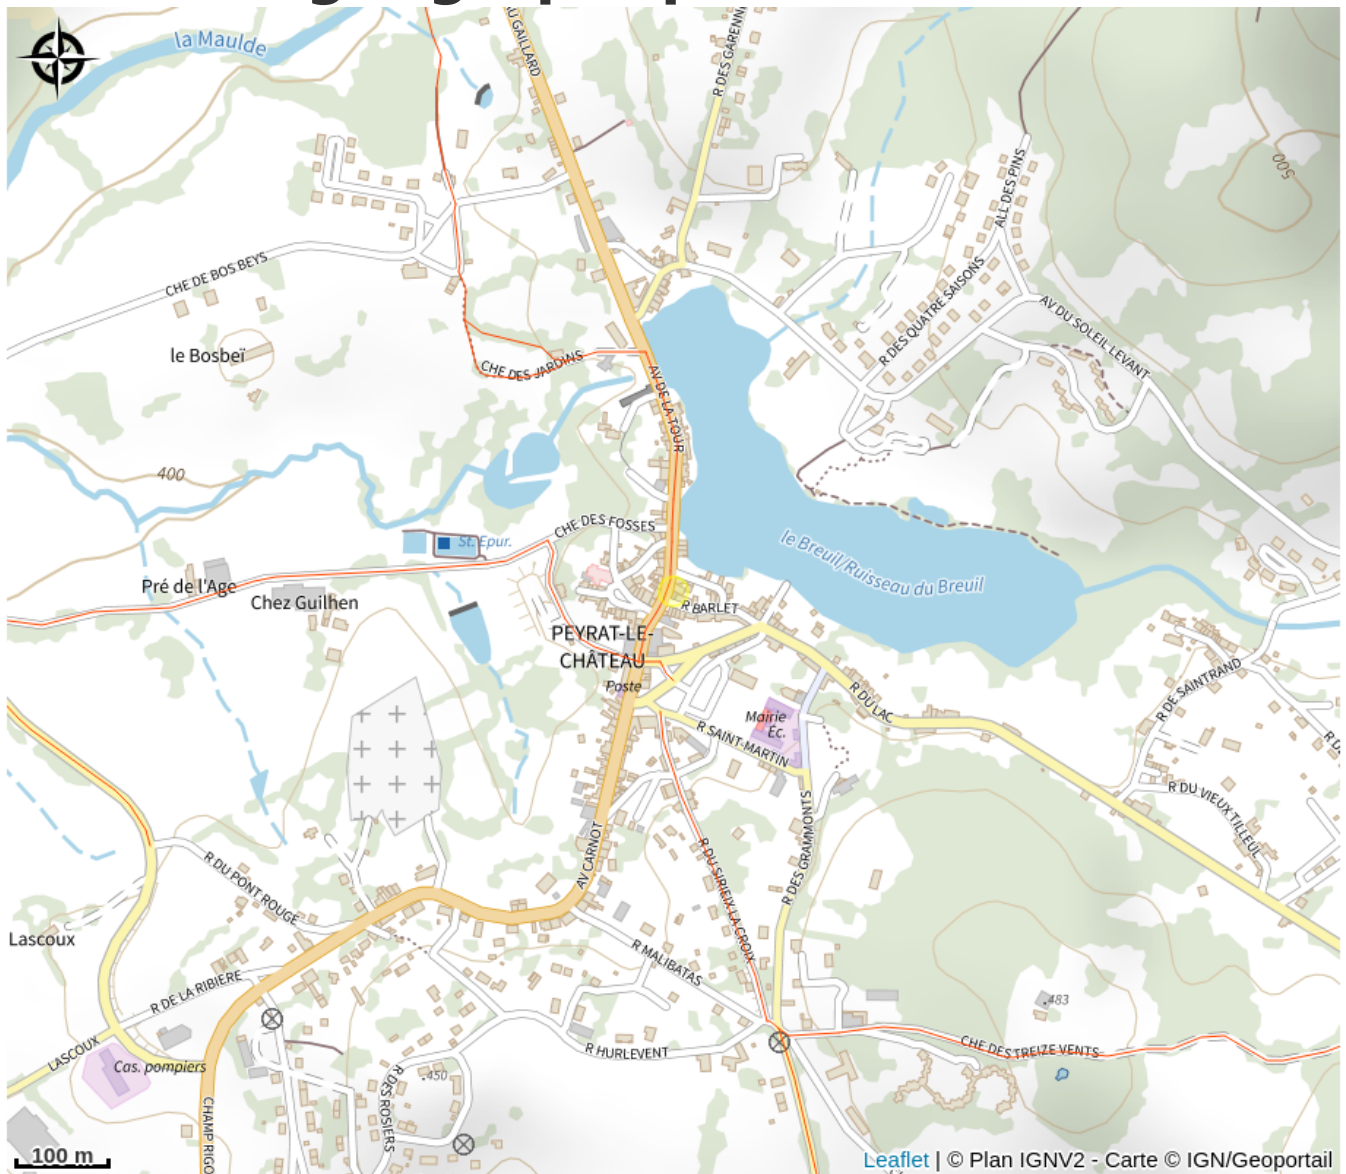 la Maulde
U GAILLARD
R DES GARENN
500
ALL DES PINS
CHE DE BOS BEYS
R DES QUATRE SAISONS
AV DU SOLEIL LEVANT
le Bosbeï
CHE DES JARDINS
AV DE LA TOUR
400
CHE DES FOSSES
St. Epur.
le Breuil/Ruisseau du Breuil
Pré de l'Age
Chez Guilhen
R BARLET
PEYRAT-LE-
CHÂTEAU
Poste
R DE SAINTRAND
R DU LAC
Mairie
Éc.
R SAINT-MARTIN
R DU VIEUX TILLEUL
R DES GRAMMONTS
AV CARNOT
R DU SIRIEIX LA CROIX
R DU PONT ROUGE
Lascoux
R MALIBATAS
R DE LA RIBIERE
483
LASCOUX
CHE DES TREIZE VENTS
R HURLEVENT
Cas. pompiers
450
R DES ROSIERS
CHAMP RIGO
100 m
Leaflet | © Plan IGNV2 - Carte © IGN/Geoportail